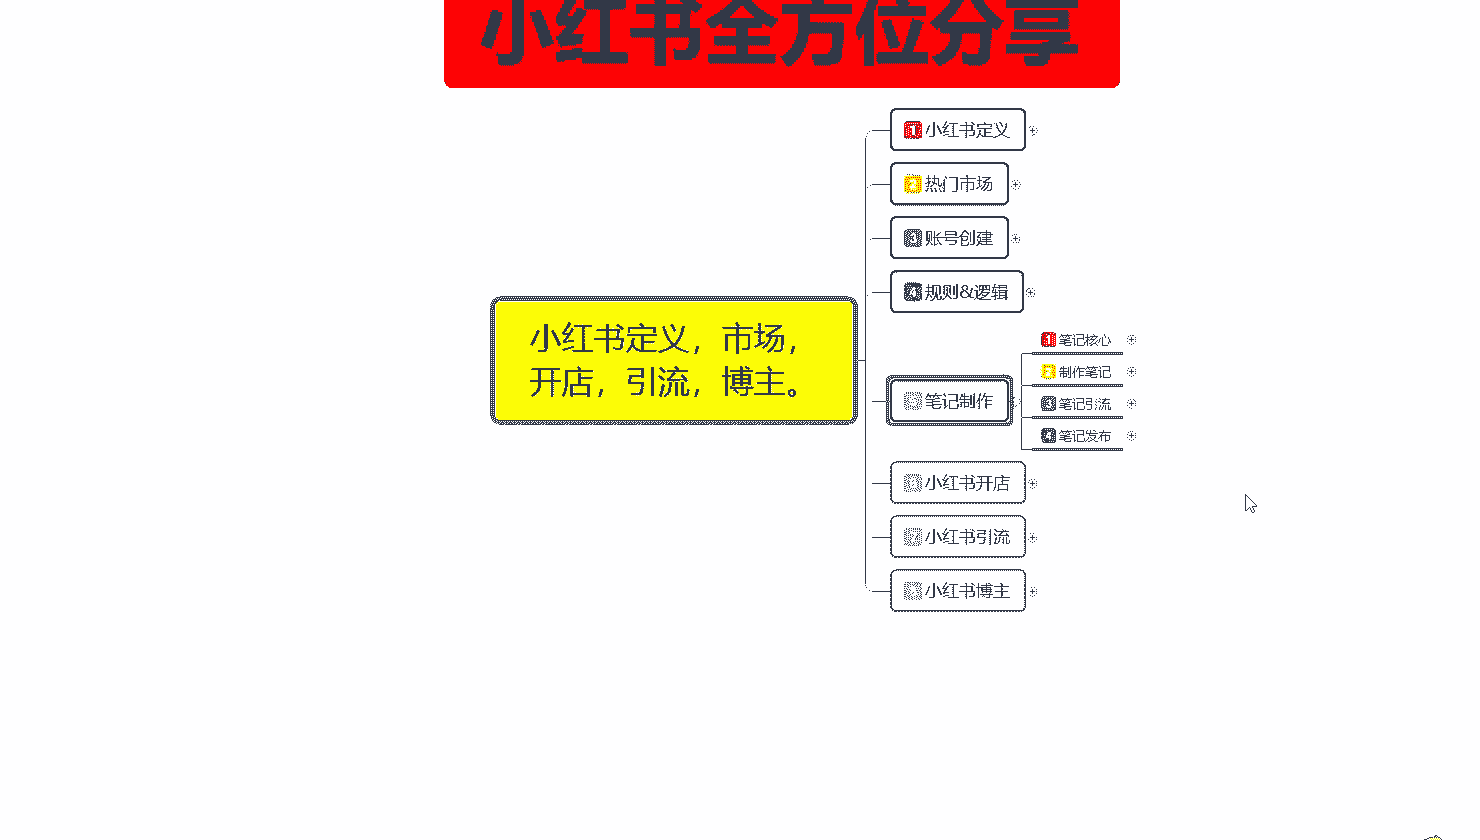 小红书全方位分享
1 小红书定义
2 热门市场
3 账号创建
4 规则&逻辑
小红书定义，市场，
开店，引流，博主。
笔记制作
1 笔记核心
2 制作笔记
3 笔记引流
4 笔记发布
小红书开店
7 小红书引流
小红书博主